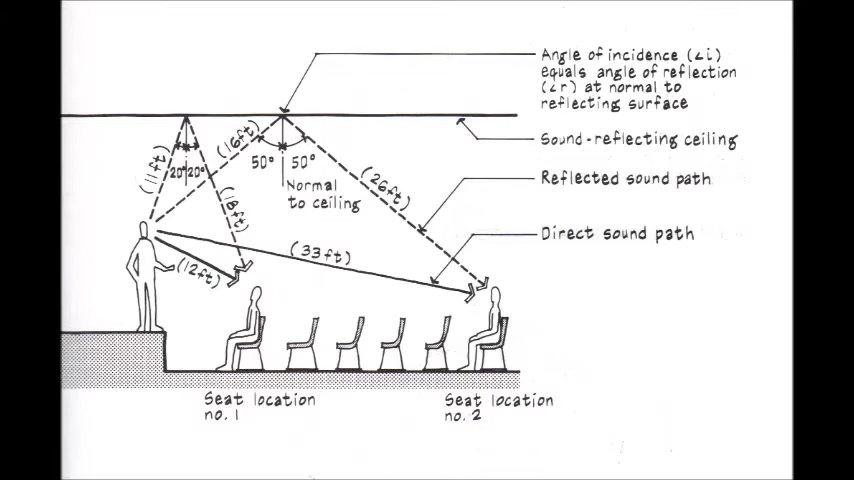 Angle of incidence (∠i)
equals angle of reflection
(∠r) at normal to
reflecting surface
Sound-reflecting ceiling
(16ft)
(11ft)
20° 20°
50° 50°
Normal
to ceiling
(18ft)
(26ft)
Reflected sound path
Direct sound path
(33ft)
(12ft)
Seat location
no. 1
Seat location
no. 2